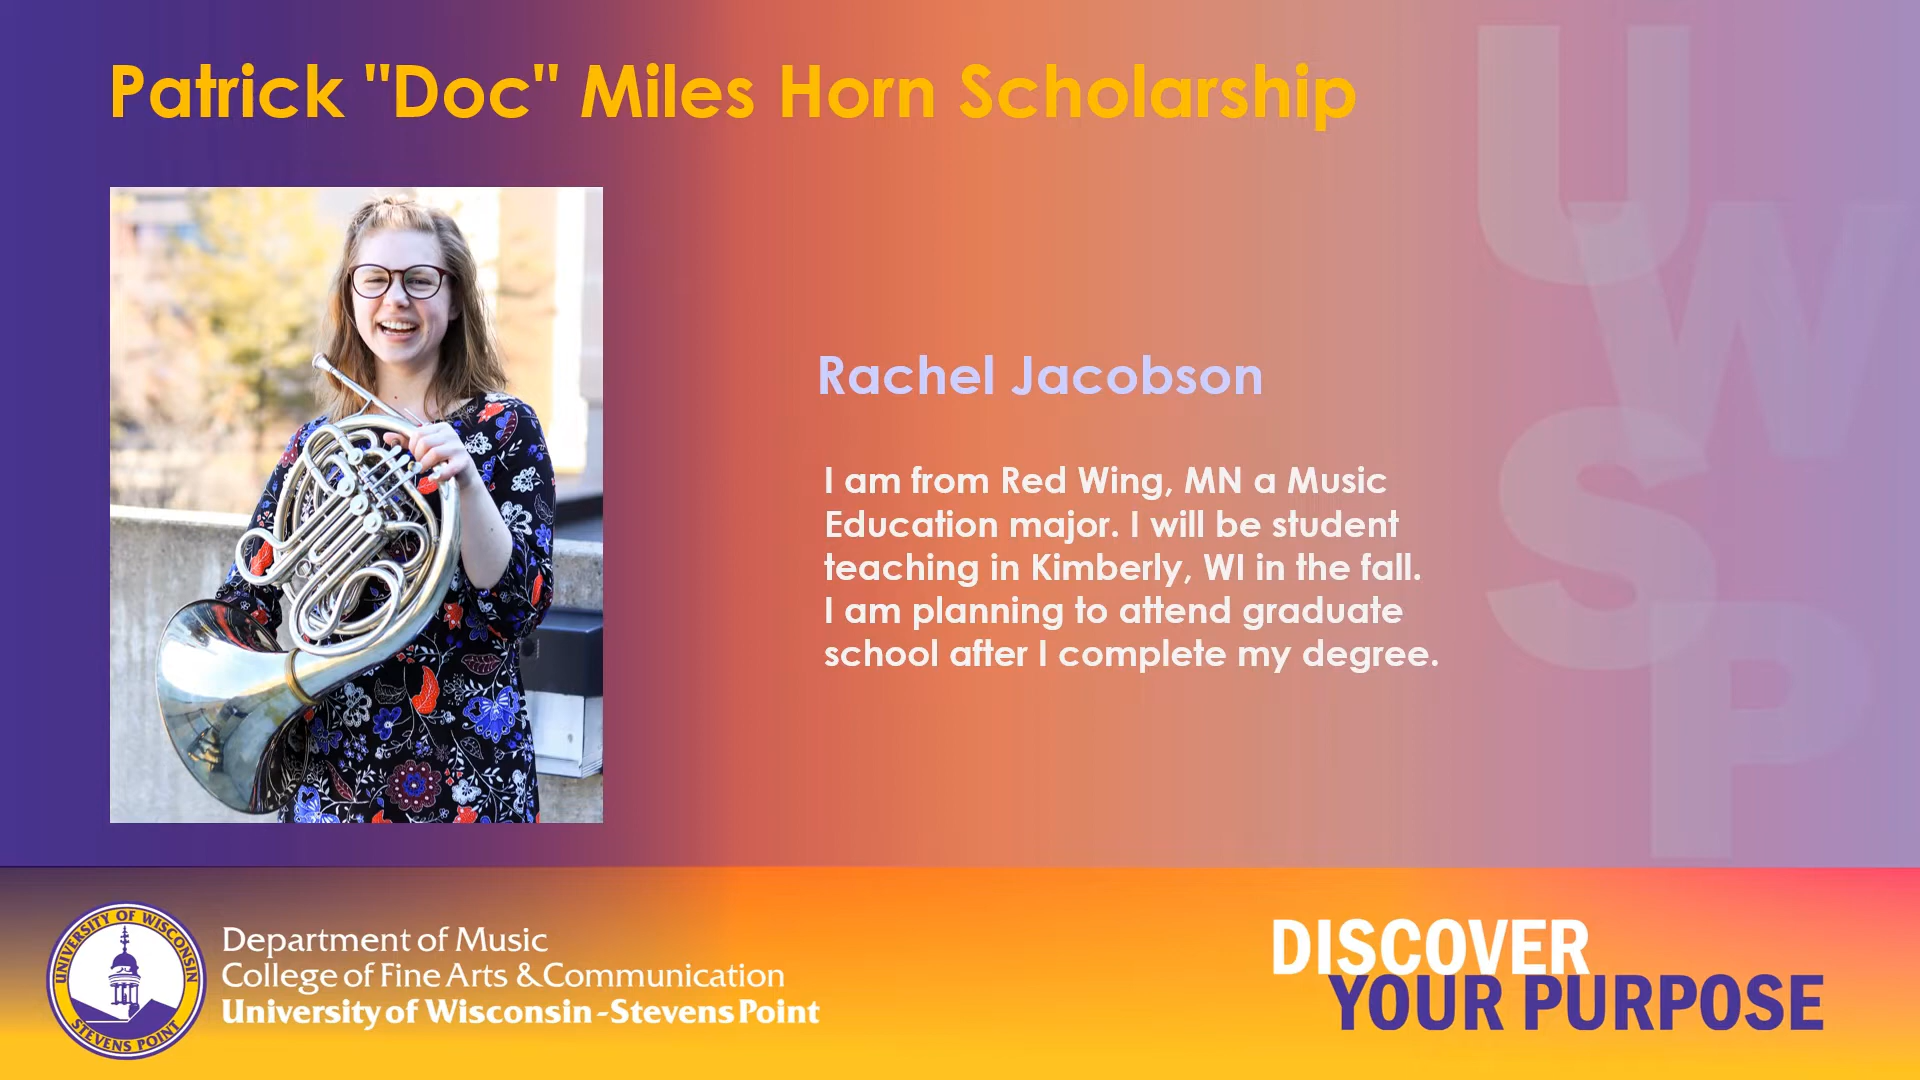 Patrick "Doc" Miles Horn Scholarship
Rachel Jacobson
I am from Red Wing, MN a Music
Education major. I will be student
teaching in Kimberly, WI in the fall.
I am planning to attend graduate
school after I complete my degree.
U
W
S
P
UNIVERSITY OF WISCONSIN
STEVENS POINT
Department of Music
College of Fine Arts & Communication
University of Wisconsin-Stevens Point
DISCOVER
YOUR PURPOSE